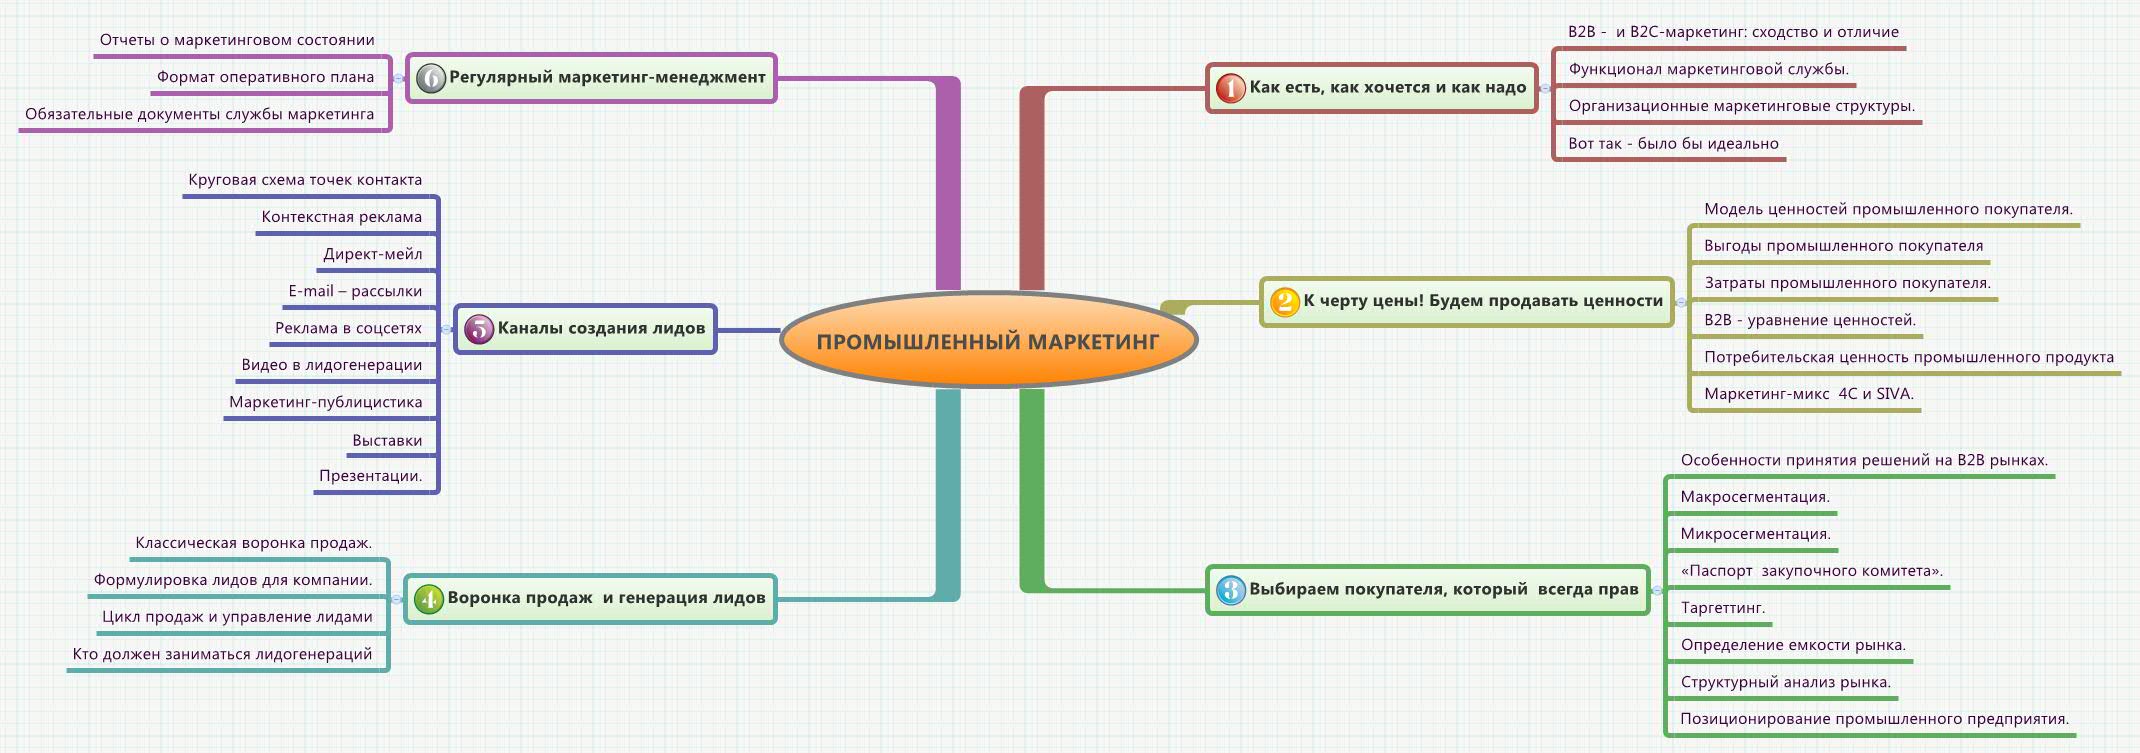 ПРОМЫШЛЕННЫЙ МАРКЕТИНГ
1 Как есть, как хочется и как надо
B2B - и B2C-маркетинг: сходство и отличие
Функционал маркетинговой службы.
Организационные маркетинговые структуры.
Вот так - было бы идеально
2 К черту цены! Будем продавать ценности
Модель ценностей промышленного покупателя.
Выгоды промышленного покупателя
Затраты промышленного покупателя.
B2B - уравнение ценностей.
Потребительская ценность промышленного продукта
Маркетинг-микс 4C и SIVA.
3 Выбираем покупателя, который всегда прав
Особенности принятия решений на B2B рынках.
Макросегментация.
Микросегментация.
«Паспорт закупочного комитета».
Таргеттинг.
Определение емкости рынка.
Структурный анализ рынка.
Позиционирование промышленного предприятия.
4 Воронка продаж и генерация лидов
Классическая воронка продаж.
Формулировка лидов для компании.
Цикл продаж и управление лидами
Кто должен заниматься лидогенераций
5 Каналы создания лидов
Круговая схема точек контакта
Контекстная реклама
Директ-мейл
E-mail – рассылки
Реклама в соцсетях
Видео в лидогенерации
Маркетинг-публицистика
Выставки
Презентации.
6 Регулярный маркетинг-менеджмент
Отчеты о маркетинговом состоянии
Формат оперативного плана
Обязательные документы службы маркетинга